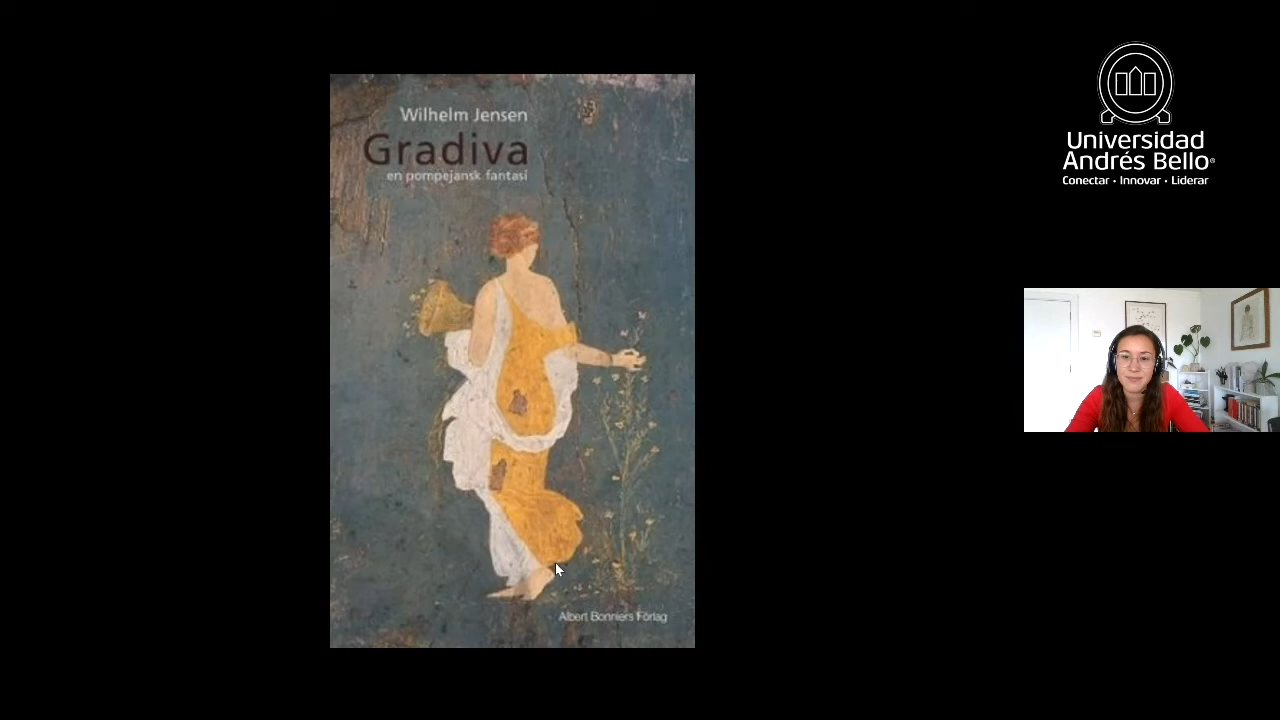 Wilhelm Jensen
Gradiva
en pompejansk fantasi
Albert Bonniers Förlag
Universidad
Andrés Bello®
Conectar · Innovar · Liderar